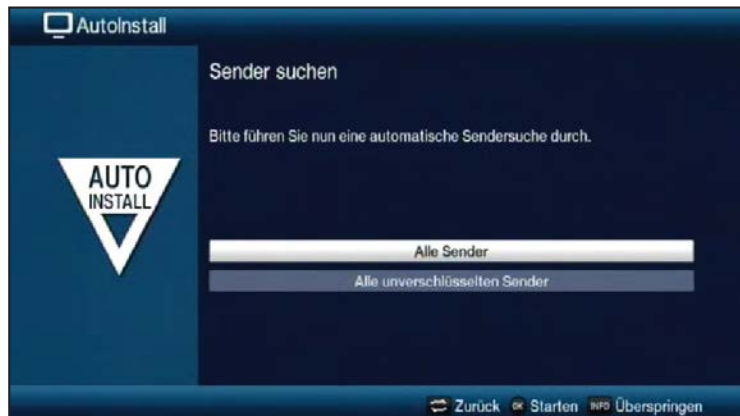 AutoInstall
Sender suchen
Bitte führen Sie nun eine automatische Sendersuche durch.
AUTO
INSTALL
Alle Sender
Alle unverschlüsselten Sender
Zurück OK Starten INFO Überspringen